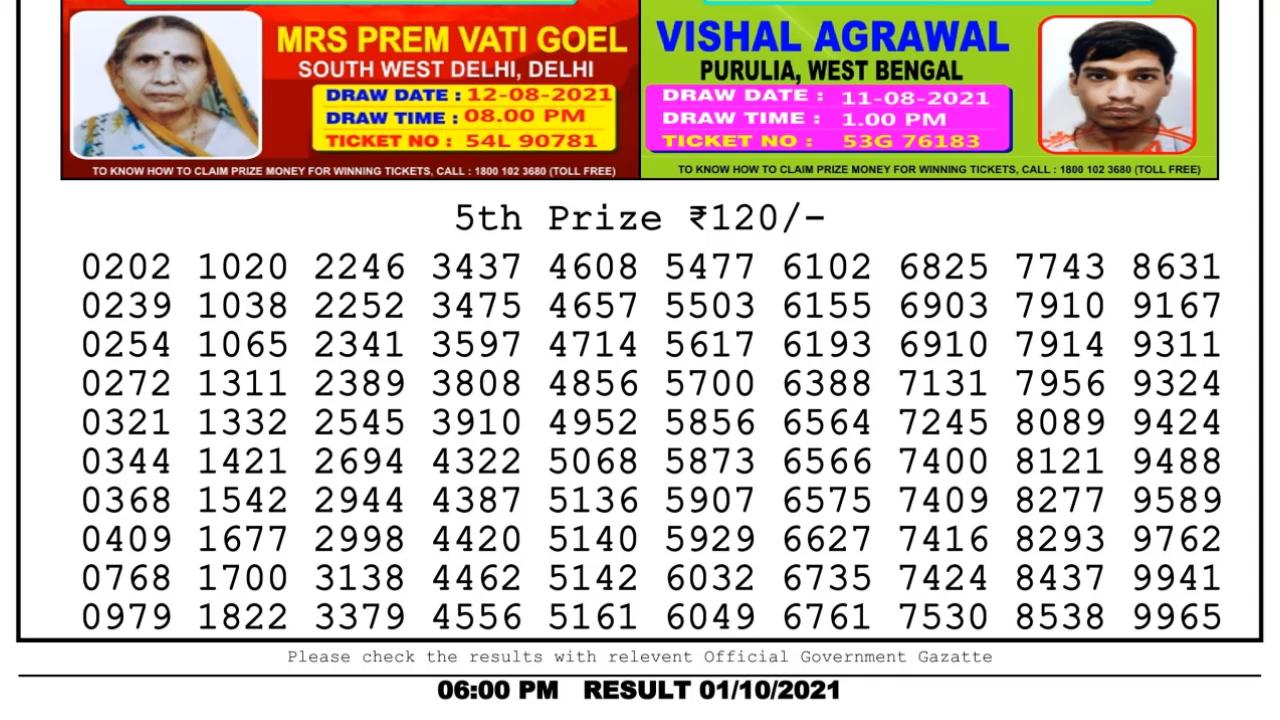 MRS PREM VATI GOEL
SOUTH WEST DELHI, DELHI
DRAW DATE : 12-08-2021
DRAW TIME : 08.00 PM
TICKET NO : 54L 90781
TO KNOW HOW TO CLAIM PRIZE MONEY FOR WINNING TICKETS, CALL : 1800 102 3680 (TOLL FREE)
VISHAL AGRAWAL
PURULIA, WEST BENGAL
DRAW DATE : 11-08-2021
DRAW TIME : 1.00 PM
TICKET NO : 53G 76183
TO KNOW HOW TO CLAIM PRIZE MONEY FOR WINNING TICKETS, CALL : 1800 102 3680 (TOLL FREE)
5th Prize ₹120/-
0202 1020 2246 3437 4608 5477 6102 6825 7743 8631
0239 1038 2252 3475 4657 5503 6155 6903 7910 9167
0254 1065 2341 3597 4714 5617 6193 6910 7914 9311
0272 1311 2389 3808 4856 5700 6388 7131 7956 9324
0321 1332 2545 3910 4952 5856 6564 7245 8089 9424
0344 1421 2694 4322 5068 5873 6566 7400 8121 9488
0368 1542 2944 4387 5136 5907 6575 7409 8277 9589
0409 1677 2998 4420 5140 5929 6627 7416 8293 9762
0768 1700 3138 4462 5142 6032 6735 7424 8437 9941
0979 1822 3379 4556 5161 6049 6761 7530 8538 9965
Please check the results with relevent Official Government Gazatte
06:00 PM RESULT 01/10/2021